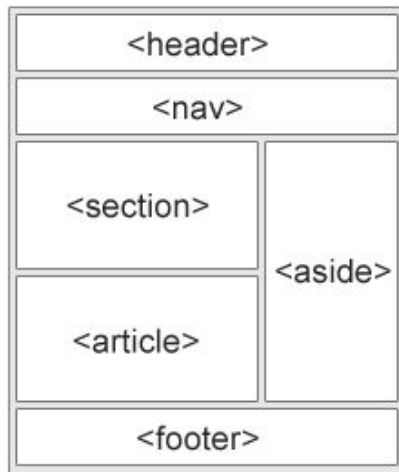 <header>
<nav>
<section>
<aside>
<article>
<footer>